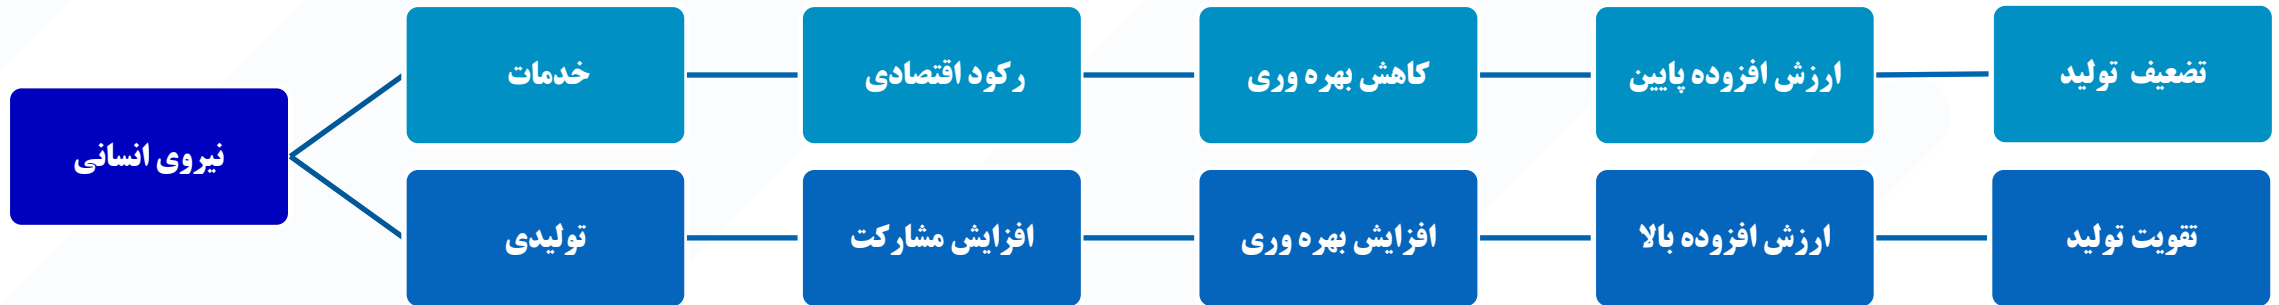 نیروی انسانی
خدمات
رکود اقتصادی
کاهش بهره وری
ارزش افزوده پایین
تضعیف تولید
تولیدی
افزایش مشارکت
افزایش بهره وری
ارزش افزوده بالا
تقویت تولید